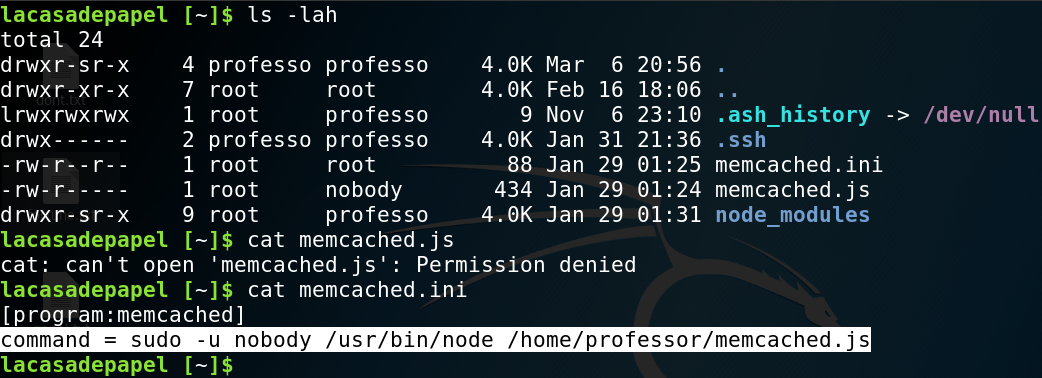 lacasadepapel [~]$ ls -lah
total 24
drwxr-sr-x    4 professo professo    4.0K Mar  6 20:56 .
drwxr-xr-x    7 root     root        4.0K Feb 16 18:06 ..
lrwxrwxrwx    1 root     professo       9 Nov  6 23:10 .ash_history -> /dev/null
drwx------    2 professo professo    4.0K Jan 31 21:36 .ssh
-rw-r--r--    1 root     root          88 Jan 29 01:25 memcached.ini
-rw-r-----    1 root     nobody       434 Jan 29 01:24 memcached.js
drwxr-sr-x    9 root     professo    4.0K Jan 29 01:31 node_modules
lacasadepapel [~]$ cat memcached.js
cat: can't open 'memcached.js': Permission denied
lacasadepapel [~]$ cat memcached.ini
[program:memcached]
command = sudo -u nobody /usr/bin/node /home/professor/memcached.js
lacasadepapel [~]$
dont.txt